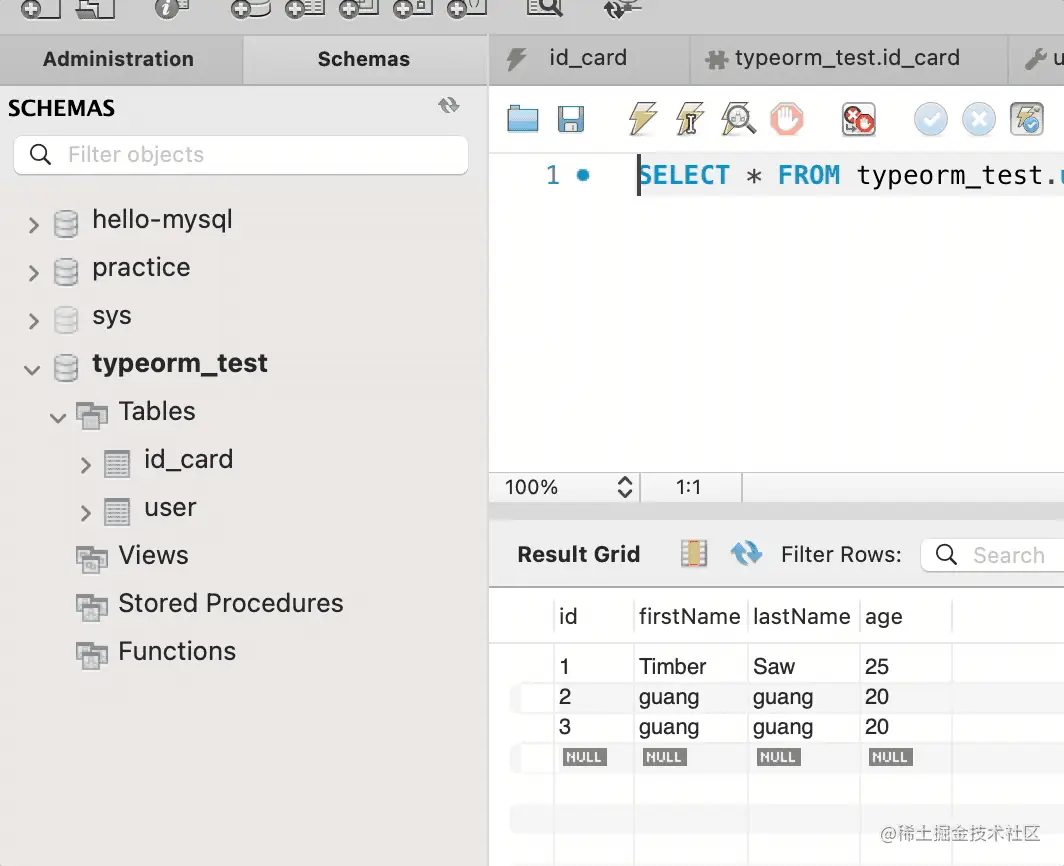 Administration
Schemas
SCHEMAS
Filter objects
hello-mysql
practice
sys
typeorm_test
Tables
id_card
user
Views
Stored Procedures
Functions
id_card
typeorm_test.id_card
1 SELECT * FROM typeorm_test.
100%
1:1
Result Grid
Filter Rows:
Search
id firstName lastName age
1 Timber Saw 25
2 guang guang 20
3 guang guang 20
NULL NULL NULL NULL
@稀土掘金技术社区